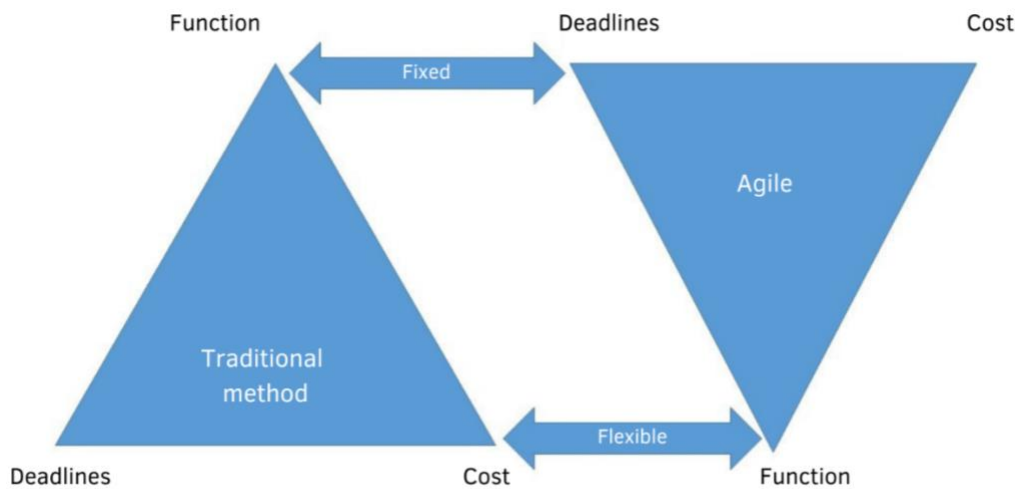 Function
Deadlines
Cost
Fixed
Agile
Traditional
method
Flexible
Deadlines
Cost
Function